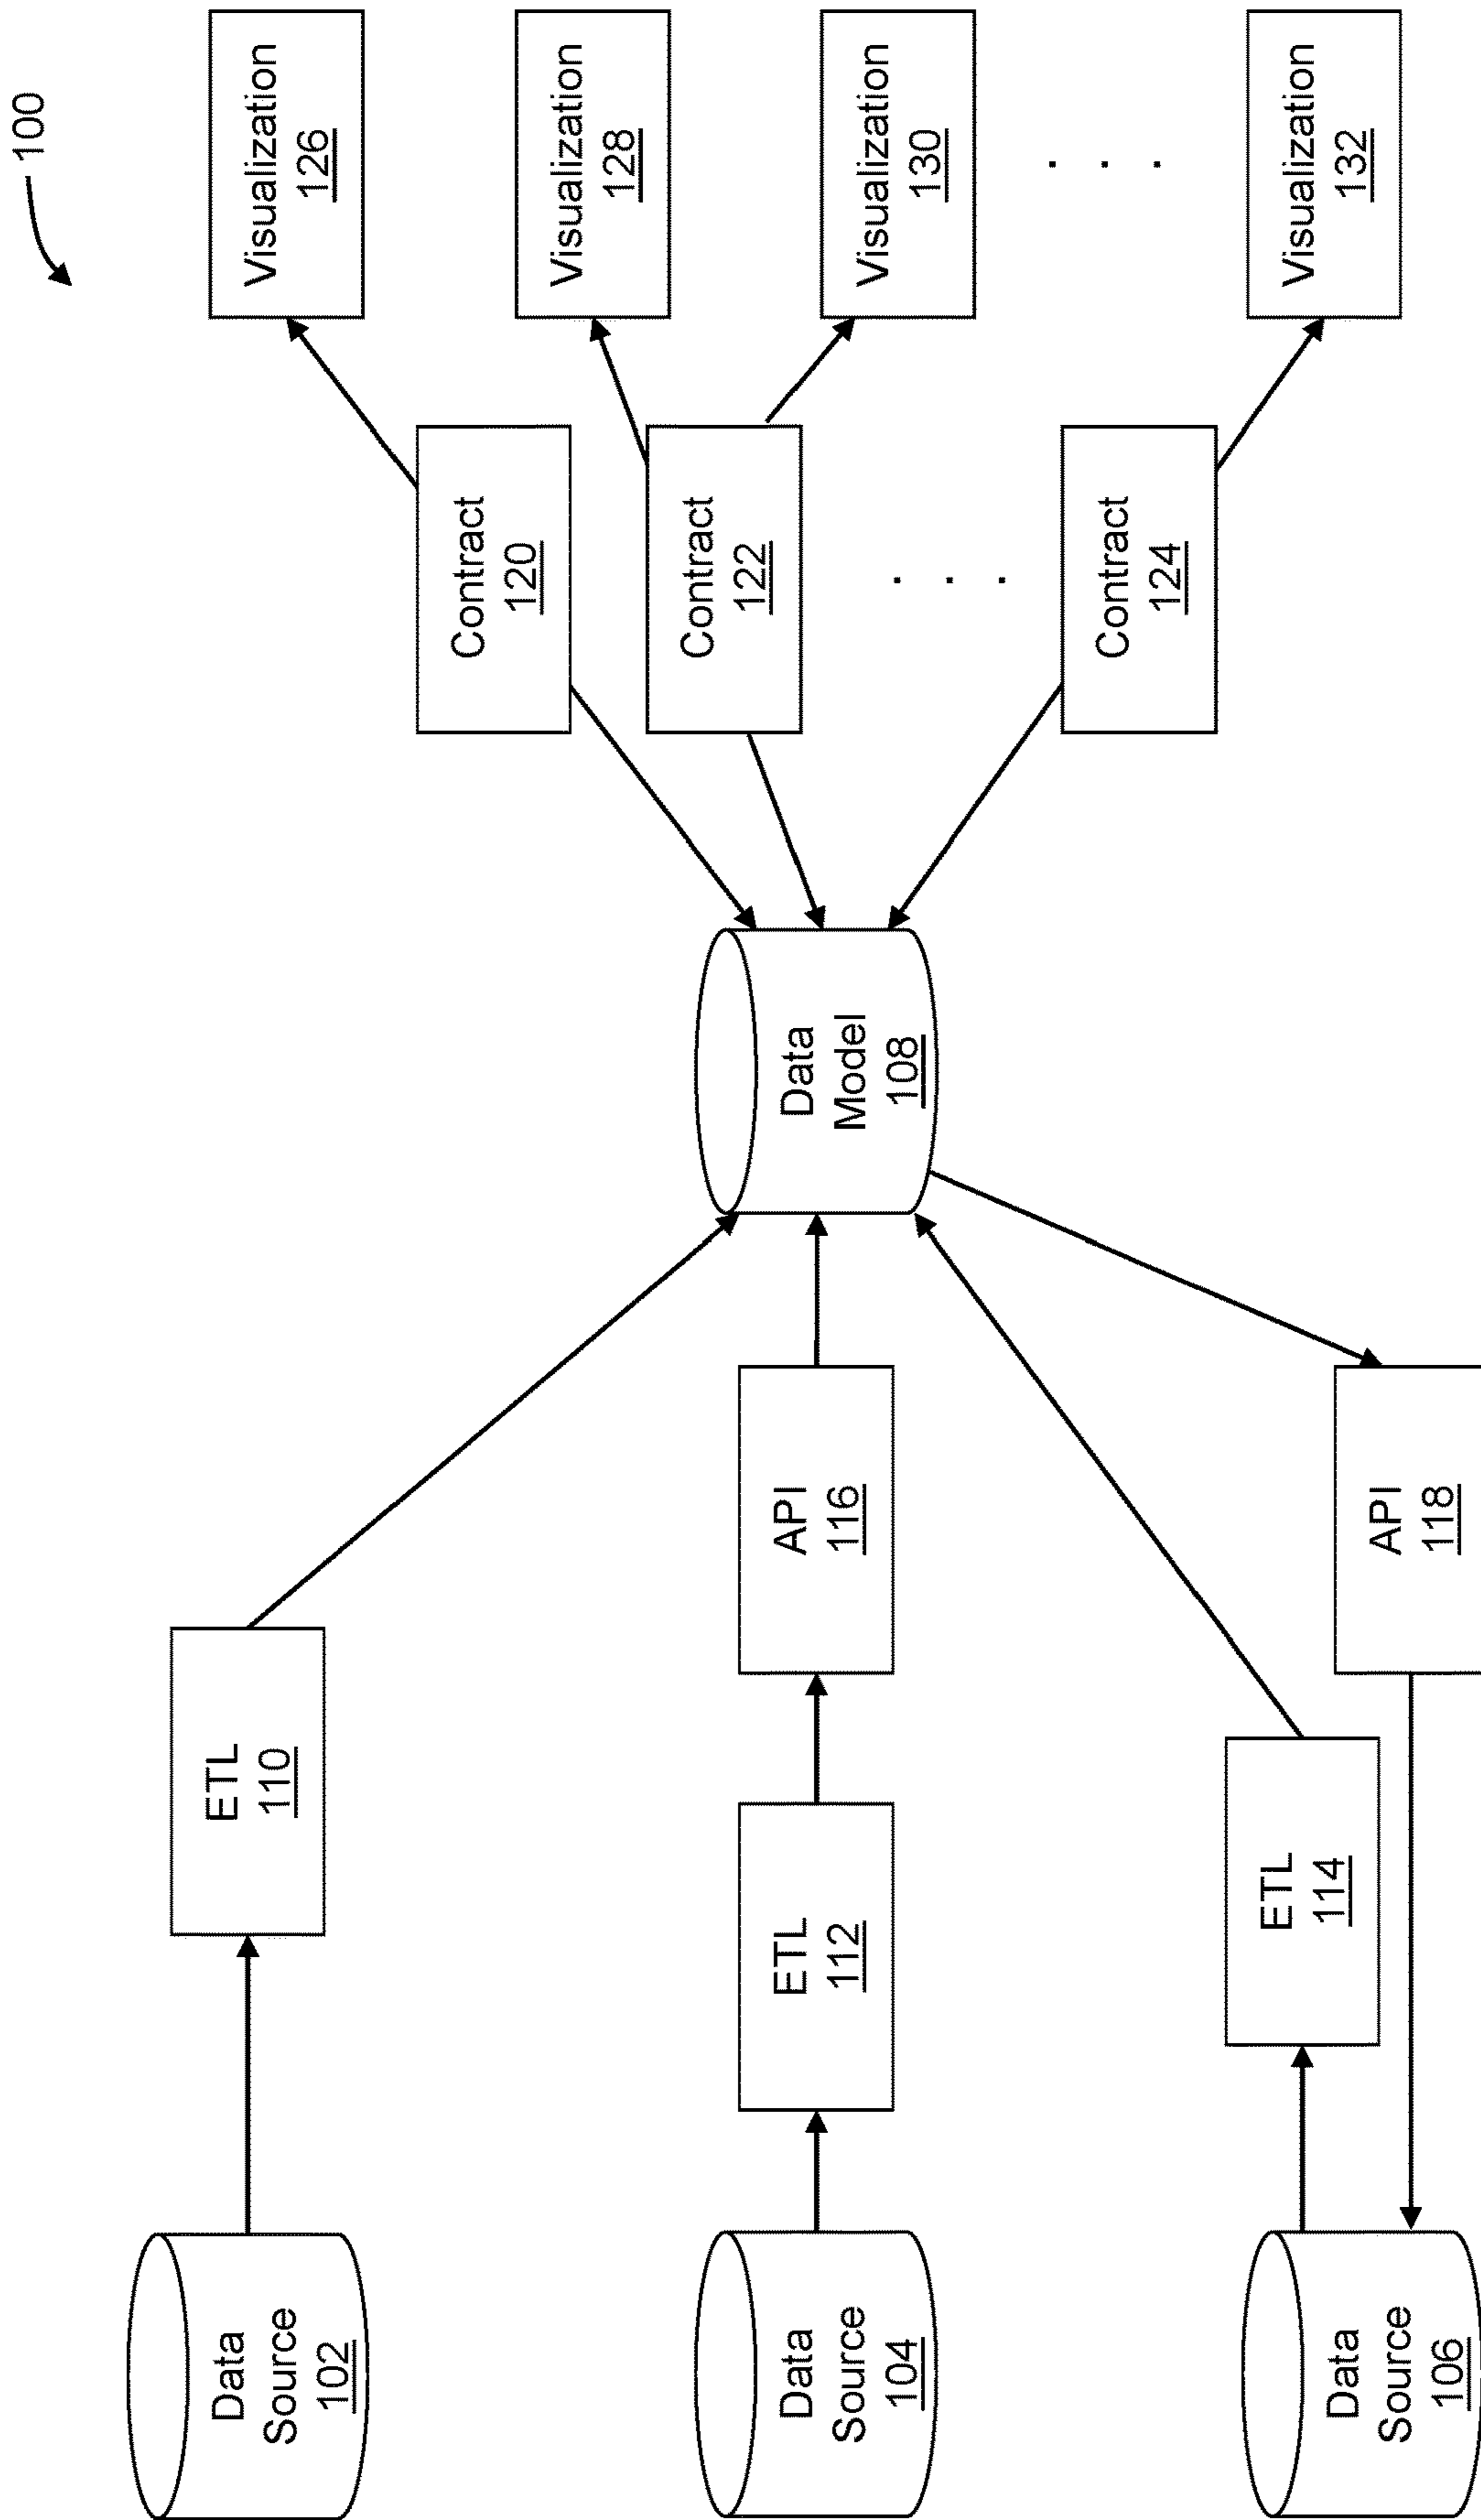 100
Data
Source
102
ETL
110
Data
Source
104
ETL
112
API
116
Data
Source
106
ETL
114
API
118
Data
Model
108
Contract
120
Contract
122
. . .
Contract
124
Visualization
126
Visualization
128
Visualization
130
. . .
Visualization
132